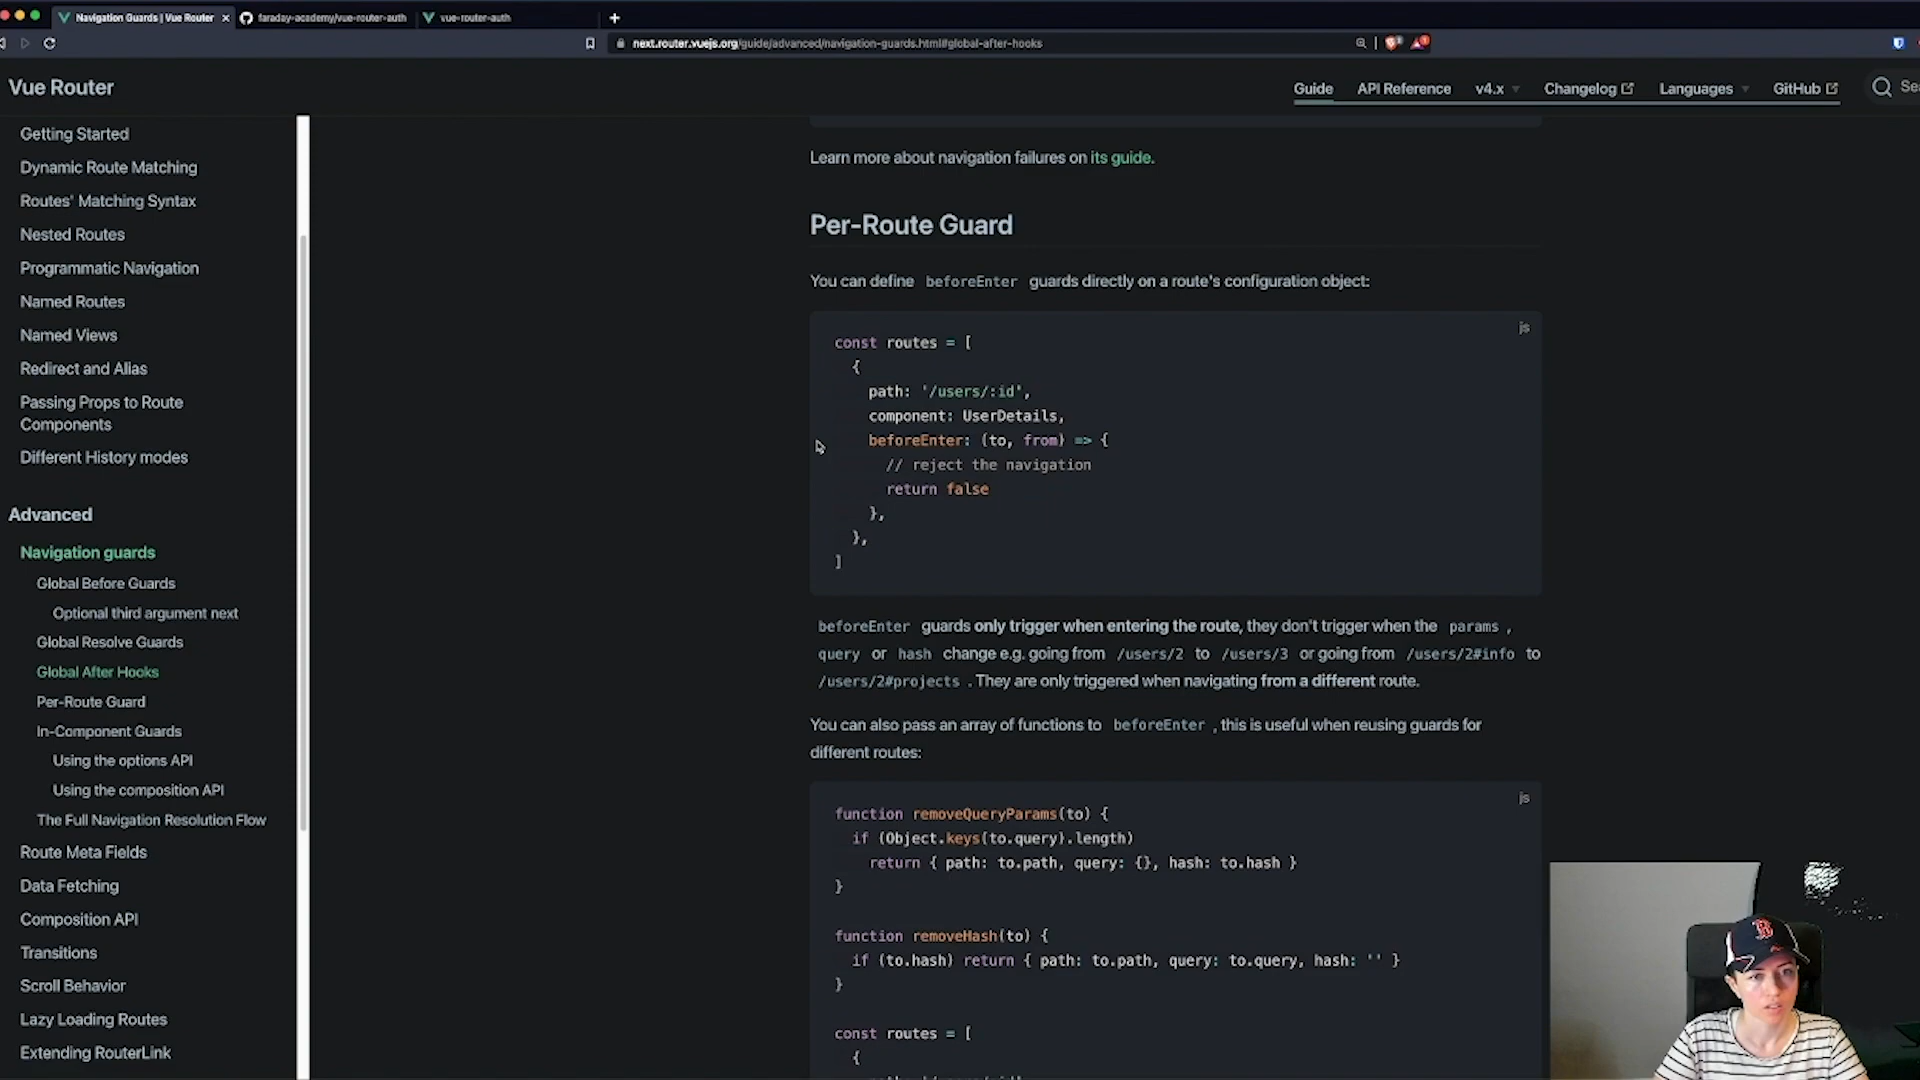 Navigation Guards | Vue Router
faraday-academy/vue-router-auth
vue-router-auth
next.router.vuejs.org/guide/advanced/navigation-guards.html#global-after-hooks
Vue Router
Guide
API Reference
v4.x
Changelog
Languages
GitHub
Getting Started
Dynamic Route Matching
Routes' Matching Syntax
Nested Routes
Programmatic Navigation
Named Routes
Named Views
Redirect and Alias
Passing Props to Route
Components
Different History modes
Advanced
Navigation guards
Global Before Guards
Optional third argument next
Global Resolve Guards
Global After Hooks
Per-Route Guard
In-Component Guards
Using the options API
Using the composition API
The Full Navigation Resolution Flow
Route Meta Fields
Data Fetching
Composition API
Transitions
Scroll Behavior
Lazy Loading Routes
Extending RouterLink
Learn more about navigation failures on its guide.
Per-Route Guard
You can define beforeEnter guards directly on a route's configuration object:
js
const routes = [
{
path: '/users/:id',
component: UserDetails,
beforeEnter: (to, from) => {
// reject the navigation
return false
},
},
]
beforeEnter guards only trigger when entering the route, they don't trigger when the params ,
query or hash change e.g. going from /users/2 to /users/3 or going from /users/2#info to
/users/2#projects . They are only triggered when navigating from a different route.
You can also pass an array of functions to beforeEnter , this is useful when reusing guards for
different routes:
js
function removeQueryParams(to) {
if (Object.keys(to.query).length)
return { path: to.path, query: {}, hash: to.hash }
}
function removeHash(to) {
if (to.hash) return { path: to.path, query: to.query, hash: '' }
}
const routes = [
{
B